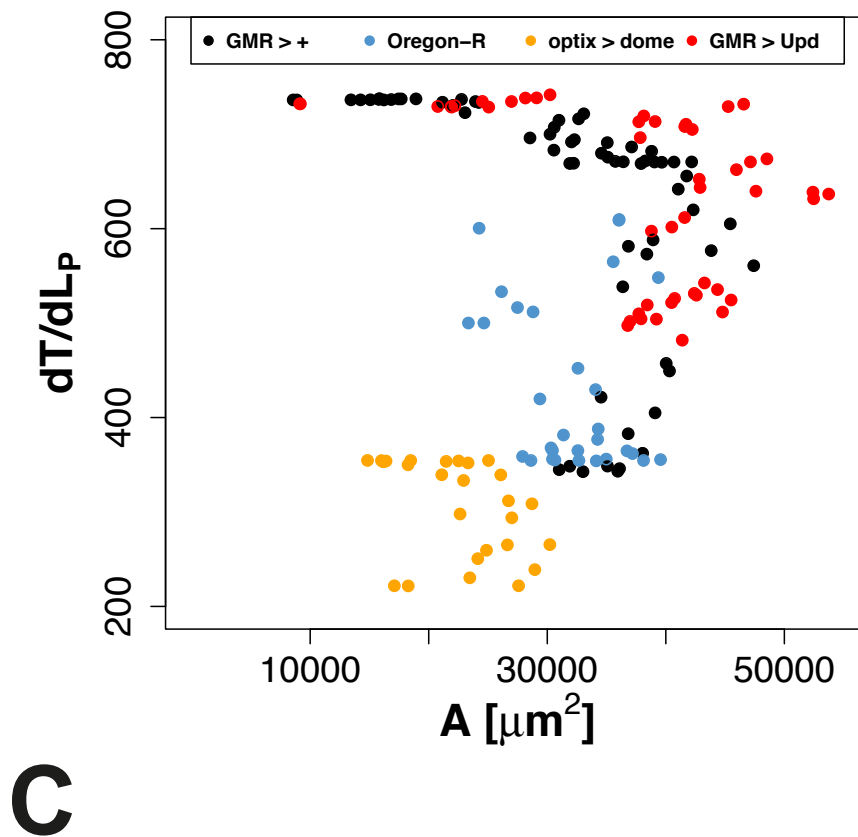 GMR > + Oregon−R optix > dome GMR > Upd
800
600
400
200
dT/dLP
10000 30000 50000
A [μm2]
C